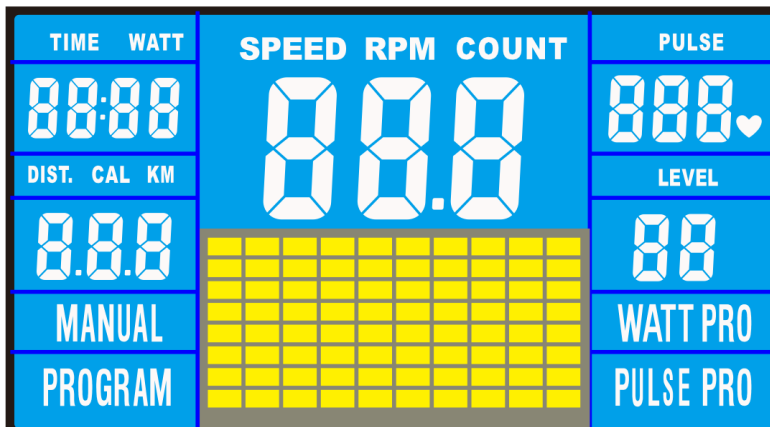 TIME WATT
88:88
DIST. CAL KM
8.8.8
MANUAL
PROGRAM
SPEED RPM COUNT
88.8
PULSE
888
LEVEL
88
WATT PRO
PULSE PRO